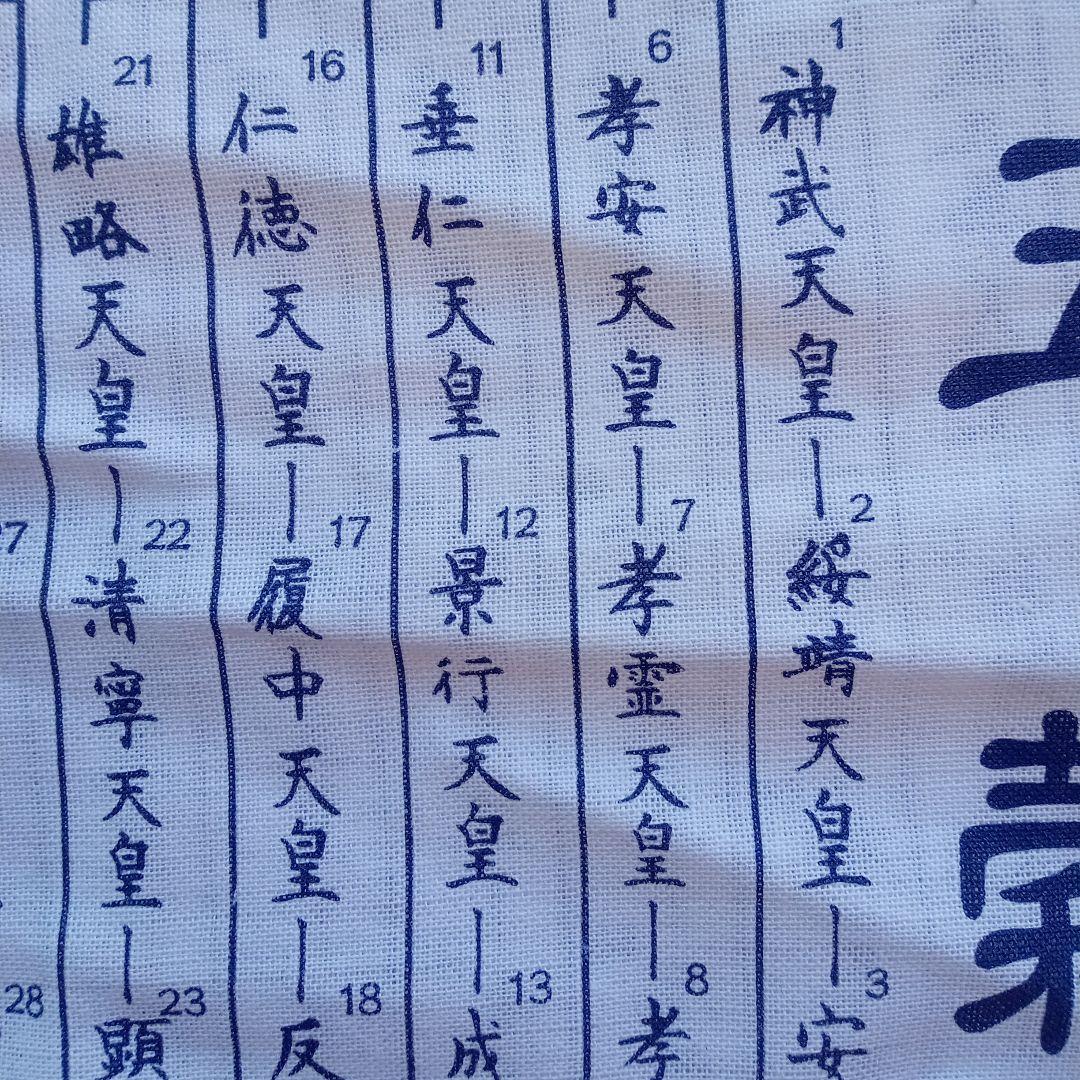 1
神武天皇
2
綏靖天皇
3
安
6
孝安天皇
7
孝霊天皇
8
孝
11
垂仁天皇
12
景行天皇
13
成
16
仁徳天皇
17
履中天皇
18
反
21
雄略天皇
22
清寧天皇
23
顕
28